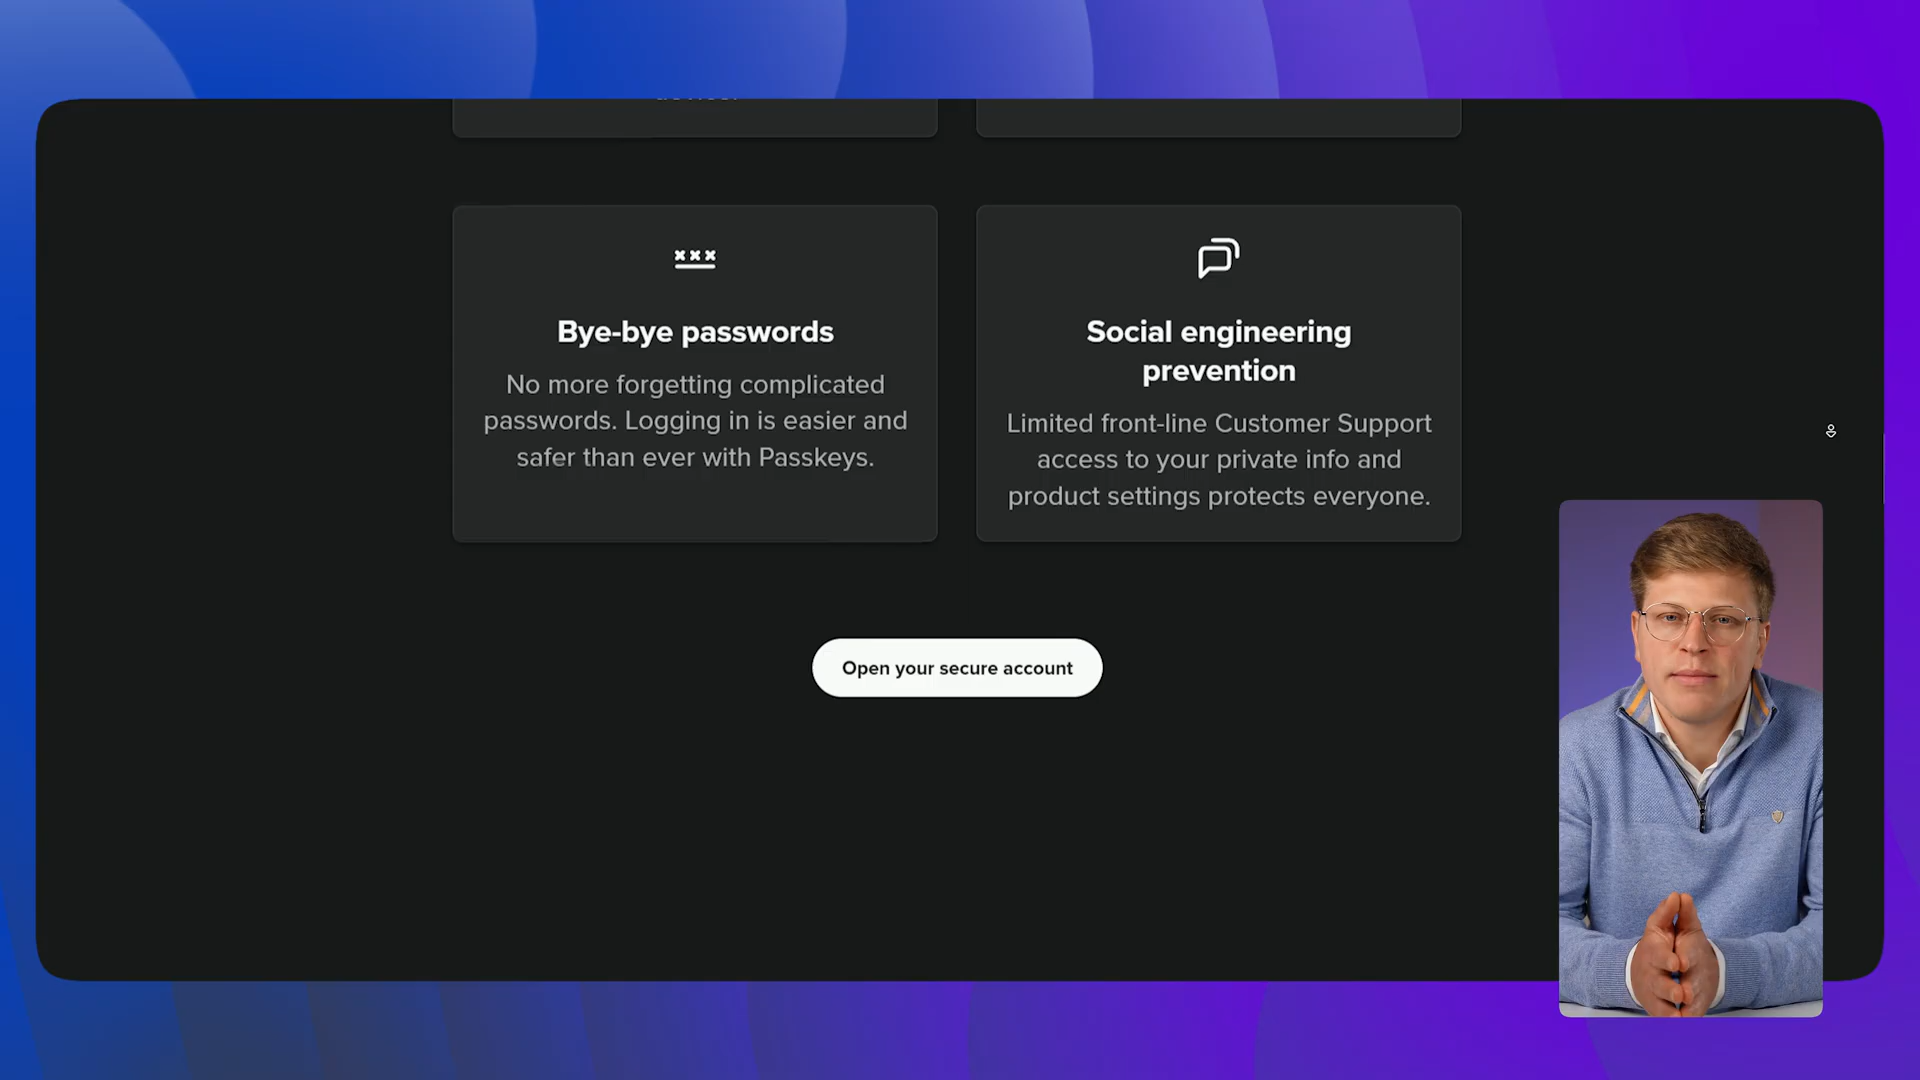 Bye-bye passwords
No more forgetting complicated
passwords. Logging in is easier and
safer than ever with Passkeys.
Social engineering
prevention
Limited front-line Customer Support
access to your private info and
product settings protects everyone.
Open your secure account